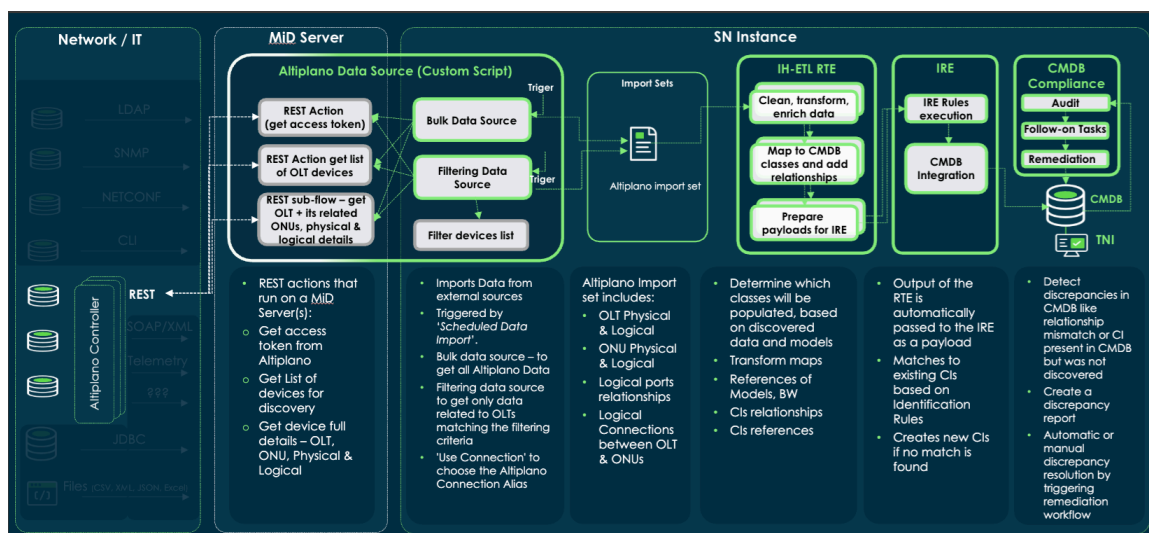 Network / IT
MiD Server
SN Instance
LDAP
SNMP
NETCONF
CLI
REST
Altiplano Controller
SOAP/XML
Telemetry
???
JDBC
Files (CSV, XML, JSON, Excel)
Altiplano Data Source (Custom Script)
REST Action
(get access token)
REST Action get list
of OLT devices
REST sub-flow – get
OLT + its related
ONUs, physical &
logical details
Bulk Data Source
Filtering Data
Source
Filter devices list
Triger
Triger
Import Sets
Altiplano import set
IH-ETL RTE
Clean, transform,
enrich data
Map to CMDB
classes and add
relationships
Prepare
payloads for IRE
IRE
IRE Rules
execution
CMDB
Integration
CMDB
Compliance
Audit
Follow-on Tasks
Remediation
CMDB
TNI
• REST actions that
run on a MiD
Server(s):
o Get access
token from
Altiplano
o Get List of
devices for
discovery
o Get device full
details – OLT,
ONU, Physical &
Logical
• Imports Data from
external sources
• Triggered by
'Scheduled Data
Import'.
• Bulk data source – to
get all Altiplano Data
• Filtering data source
to get only data
related to OLTs
matching the filtering
criteria
• 'Use Connection' to
choose the Altiplano
Connection Alias
Altiplano Import
set includes:
• OLT Physical &
Logical
• ONU Physical &
Logical
• Logical ports
relationships
• Logical
Connections
between OLT
& ONUs
• Determine which
classes will be
populated, based
on discovered
data and models
• Transform maps
• References of
Models, BW
• CIs relationships
• CIs references
• Output of the
RTE is
automatically
passed to the IRE
as a payload
• Matches to
existing CIs
based on
Identification
Rules
• Creates new CIs
if no match is
found
• Detect
discrepancies in
CMDB like
relationship
mismatch or CI
present in CMDB
but was not
discovered
• Create a
discrepancy
report
• Automatic or
manual
discrepancy
resolution by
triggering
remediation
workflow